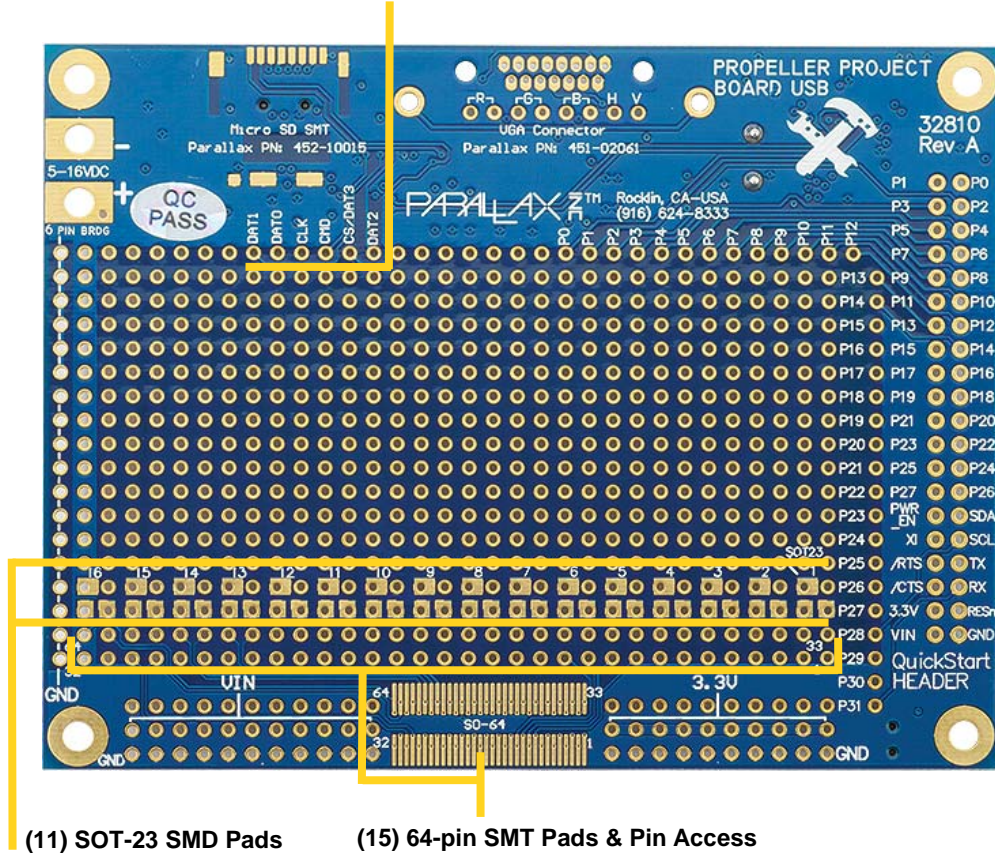 PROPELLER PROJECT
BOARD USB
32810
Rev A
R G B H V
Micro SD SMT
Parallax PN: 452-10015
VGA Connector
Parallax PN: 451-02061
-
5-16VDC
+
6 PIN BRDG
QC
PASS
PARALLAX INC ™
Rocklin, CA-USA
(916) 624-8333
DAT1
DAT0
CLK
CMD
CS/DAT3
DAT2
P0
P1
P2
P3
P4
P5
P6
P7
P8
P9
P10
P11
P12
P13
P14
P15
P16
P17
P18
P19
P20
P21
P22
P23
P24
P25
P26
P27
P28
P29
P30
P31
P1 P0
P3 P2
P5 P4
P7 P6
P9 P8
P11 P10
P13 P12
P15 P14
P17 P16
P19 P18
P21 P20
P23 P22
P25 P24
P27 P26
PWR_EN SDA
XI SCL
/RTS TX
/CTS RX
3.3V RESn
VIN GND
QuickStart
HEADER
SOT23
16 15 14 13 12 11 10 9 8 7 6 5 4 3 2 1
64
33
32
GND
VIN
3.3V
64 33
SO-64
32 1
GND
GND
(11) SOT-23 SMD Pads
(15) 64-pin SMT Pads & Pin Access